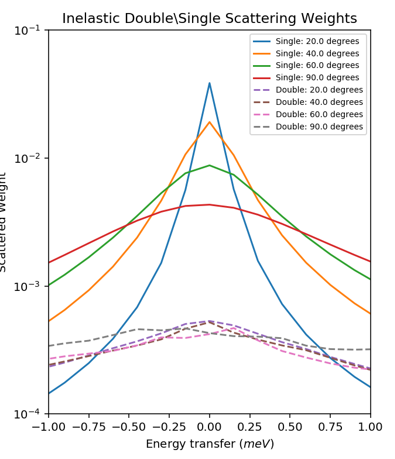 Inelastic Double\Single Scattering Weights
10⁻¹
Single: 20.0 degrees
Single: 40.0 degrees
Single: 60.0 degrees
Single: 90.0 degrees
Double: 20.0 degrees
Double: 40.0 degrees
Double: 60.0 degrees
Double: 90.0 degrees
10⁻²
Scattered Weight
10⁻³
10⁻⁴
−1.00 −0.75 −0.50 −0.25 0.00 0.25 0.50 0.75 1.00
Energy transfer (meV)